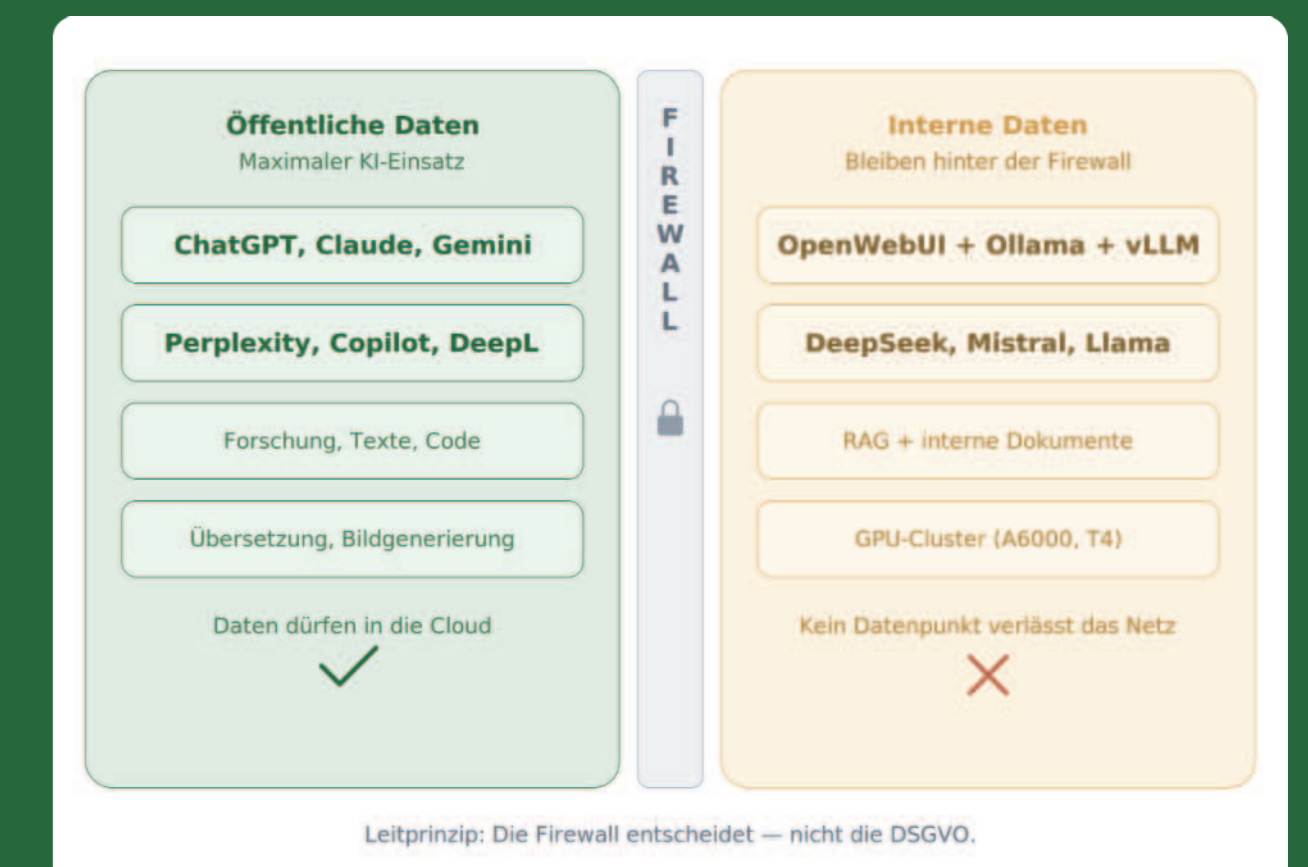 Öffentliche Daten
Maximaler KI-Einsatz
ChatGPT, Claude, Gemini
Perplexity, Copilot, DeepL
Forschung, Texte, Code
Übersetzung, Bildgenerierung
Daten dürfen in die Cloud
FIREWALL
Interne Daten
Bleiben hinter der Firewall
OpenWebUI + Ollama + vLLM
DeepSeek, Mistral, Llama
RAG + interne Dokumente
GPU-Cluster (A6000, T4)
Kein Datenpunkt verlässt das Netz
Leitprinzip: Die Firewall entscheidet — nicht die DSGVO.